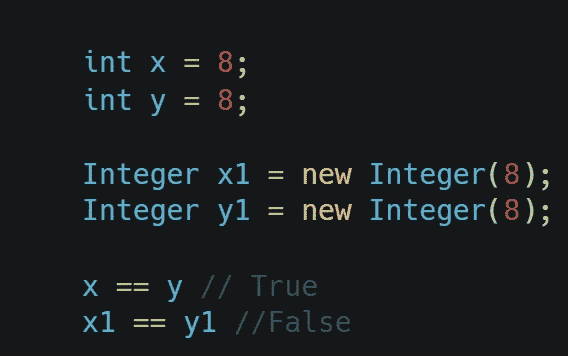 int x = 8;
int y = 8;
Integer x1 = new Integer(8);
Integer y1 = new Integer(8);
x == y // True
x1 == y1 //False